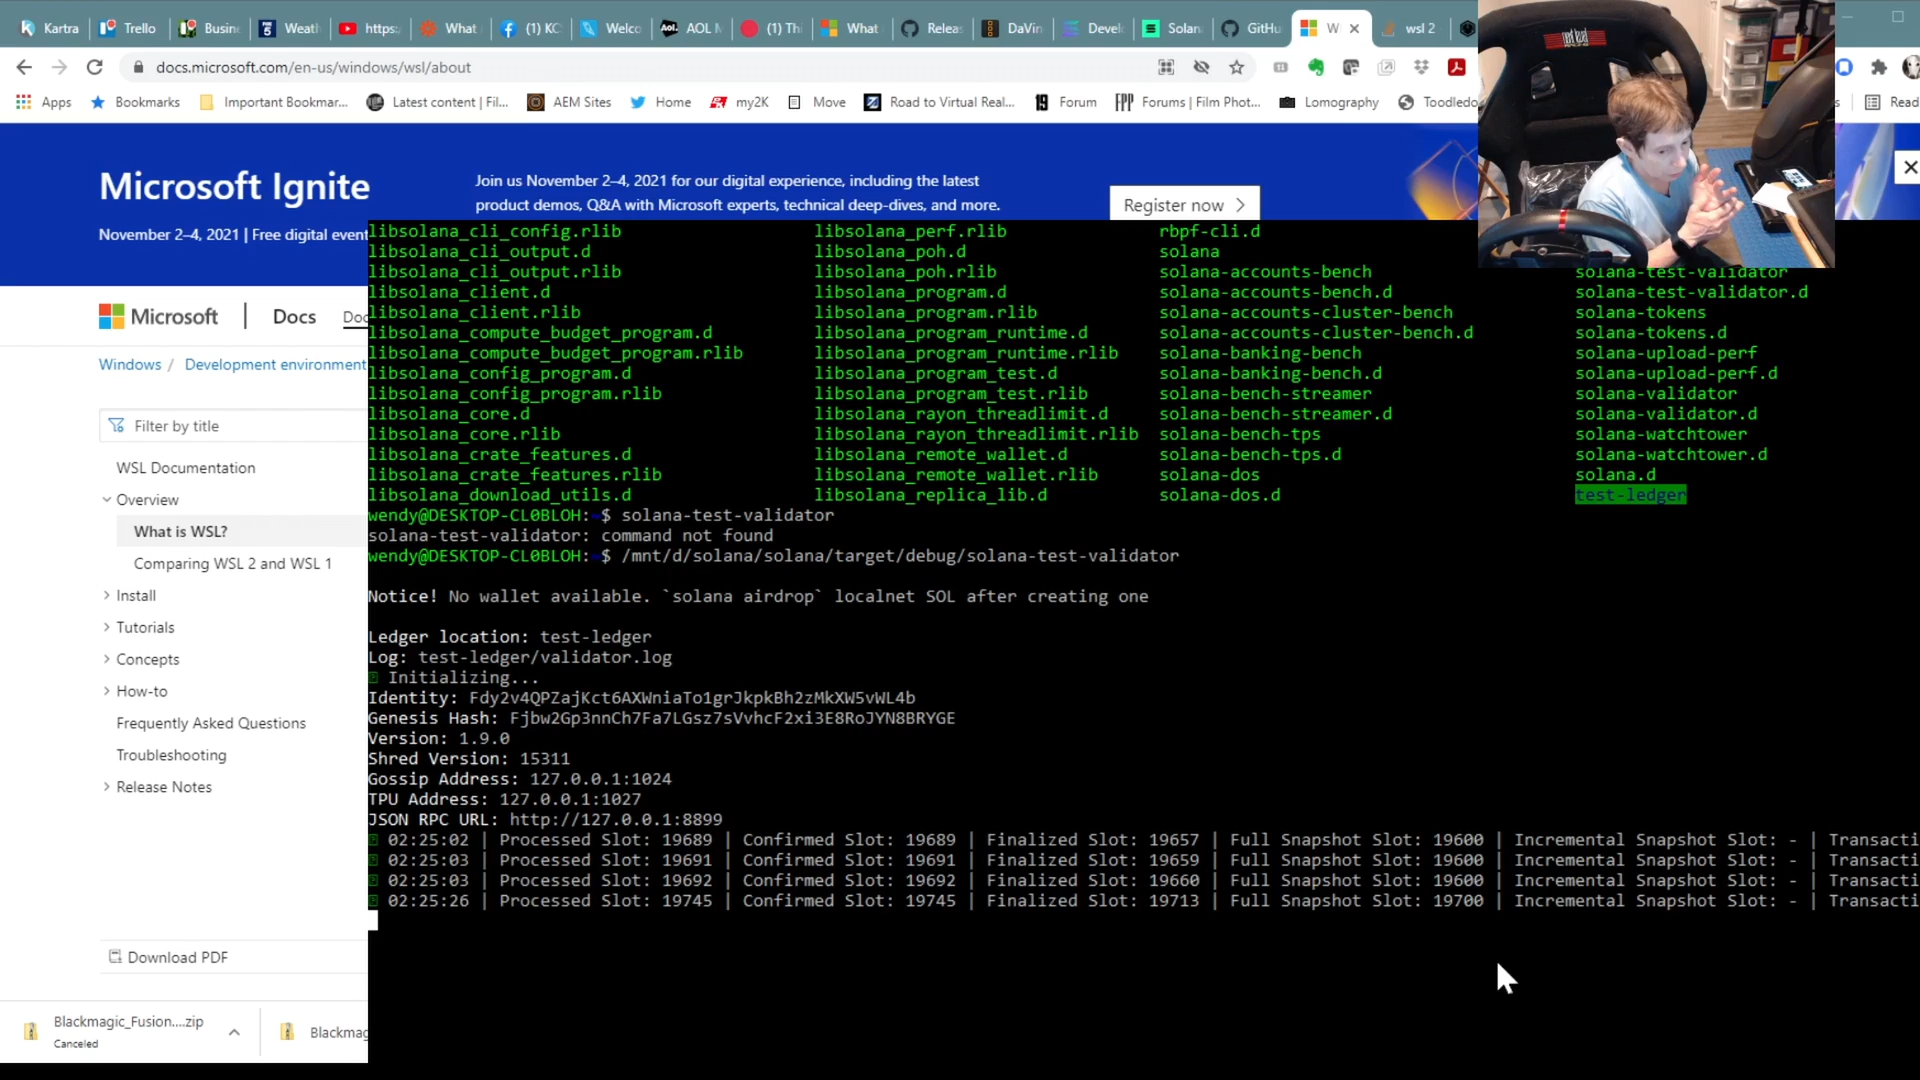 Kartra
Trello
Busine
Weath
https:
What
(1) KC
Welco
AOL M
(1) Thi
What
Releas
DaVin
Develo
Solana
GitHu
W
wsl 2
docs.microsoft.com/en-us/windows/wsl/about
Apps
Bookmarks
Important Bookmar...
Latest content | Fil...
AEM Sites
Home
my2K
Move
Road to Virtual Real...
Forum
Forums | Film Phot...
Lomography
Toodledo
Read
Microsoft Ignite
November 2–4, 2021 | Free digital event
Join us November 2–4, 2021 for our digital experience, including the latest
product demos, Q&A with Microsoft experts, technical deep-dives, and more.
Register now
Microsoft
Docs
Doc
Windows / Development environment
Filter by title
WSL Documentation
Overview
What is WSL?
Comparing WSL 2 and WSL 1
Install
Tutorials
Concepts
How-to
Frequently Asked Questions
Troubleshooting
Release Notes
Download PDF
Blackmagic_Fusion....zip
Canceled
Blackmag
libsolana_cli_config.rlib libsolana_perf.rlib rbpf-cli.d
libsolana_cli_output.d libsolana_poh.d solana
libsolana_cli_output.rlib libsolana_poh.rlib solana-accounts-bench solana-test-validator
libsolana_client.d libsolana_program.d solana-accounts-bench.d solana-test-validator.d
libsolana_client.rlib libsolana_program.rlib solana-accounts-cluster-bench solana-tokens
libsolana_compute_budget_program.d libsolana_program_runtime.d solana-accounts-cluster-bench.d solana-tokens.d
libsolana_compute_budget_program.rlib libsolana_program_runtime.rlib solana-banking-bench solana-upload-perf
libsolana_config_program.d libsolana_program_test.d solana-banking-bench.d solana-upload-perf.d
libsolana_config_program.rlib libsolana_program_test.rlib solana-bench-streamer solana-validator
libsolana_core.d libsolana_rayon_threadlimit.d solana-bench-streamer.d solana-validator.d
libsolana_core.rlib libsolana_rayon_threadlimit.rlib solana-bench-tps solana-watchtower
libsolana_crate_features.d libsolana_remote_wallet.d solana-bench-tps.d solana-watchtower.d
libsolana_crate_features.rlib libsolana_remote_wallet.rlib solana-dos solana.d
libsolana_download_utils.d libsolana_replica_lib.d solana-dos.d test-ledger
wendy@DESKTOP-CL0BLOH:~$ solana-test-validator
solana-test-validator: command not found
wendy@DESKTOP-CL0BLOH:~$ /mnt/d/solana/solana/target/debug/solana-test-validator
Notice! No wallet available. `solana airdrop` localnet SOL after creating one
Ledger location: test-ledger
Log: test-ledger/validator.log
Initializing...
Identity: Fdy2v4QPZajKct6AXWniaTo1grJkpkBh2zMkXW5vWL4b
Genesis Hash: Fjbw2Gp3nnCh7Fa7LGsz7sVvhcF2xi3E8RoJYN8BRYGE
Version: 1.9.0
Shred Version: 15311
Gossip Address: 127.0.0.1:1024
TPU Address: 127.0.0.1:1027
JSON RPC URL: http://127.0.0.1:8899
02:25:02 | Processed Slot: 19689 | Confirmed Slot: 19689 | Finalized Slot: 19657 | Full Snapshot Slot: 19600 | Incremental Snapshot Slot: - | Transacti
02:25:03 | Processed Slot: 19691 | Confirmed Slot: 19691 | Finalized Slot: 19659 | Full Snapshot Slot: 19600 | Incremental Snapshot Slot: - | Transacti
02:25:03 | Processed Slot: 19692 | Confirmed Slot: 19692 | Finalized Slot: 19660 | Full Snapshot Slot: 19600 | Incremental Snapshot Slot: - | Transacti
02:25:26 | Processed Slot: 19745 | Confirmed Slot: 19745 | Finalized Slot: 19713 | Full Snapshot Slot: 19700 | Incremental Snapshot Slot: - | Transacti